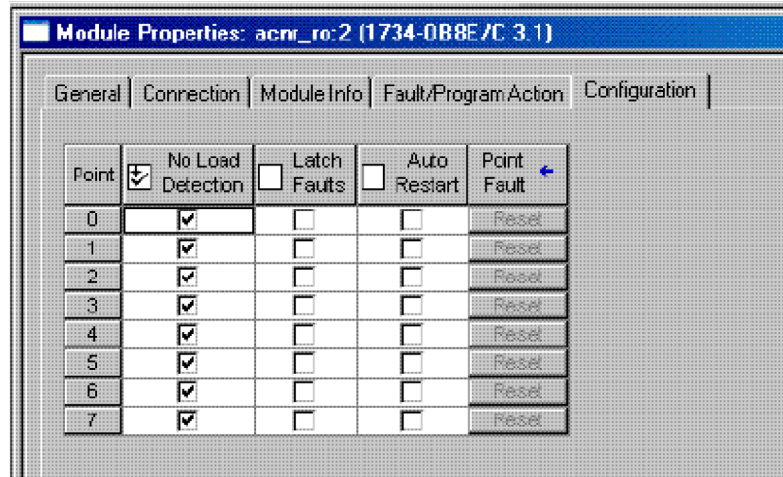 Module Properties: acnr_ro:2 (1734-OB8E/C 3.1)
General Connection Module Info Fault/Program Action Configuration
Point No Load Detection Latch Faults Auto Restart Point Fault
0 Reset
1 Reset
2 Reset
3 Reset
4 Reset
5 Reset
6 Reset
7 Reset